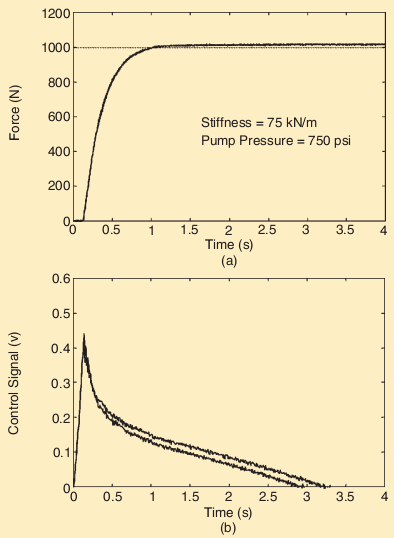 1200
1000
800
600
400
200
0
Force (N)
Stiffness = 75 kN/m
Pump Pressure = 750 psi
0 0.5 1 1.5 2 2.5 3 3.5 4
Time (s)
(a)
0.6
0.5
0.4
0.3
0.2
0.1
0
Control Signal (v)
0 0.5 1 1.5 2 2.5 3 3.5 4
Time (s)
(b)